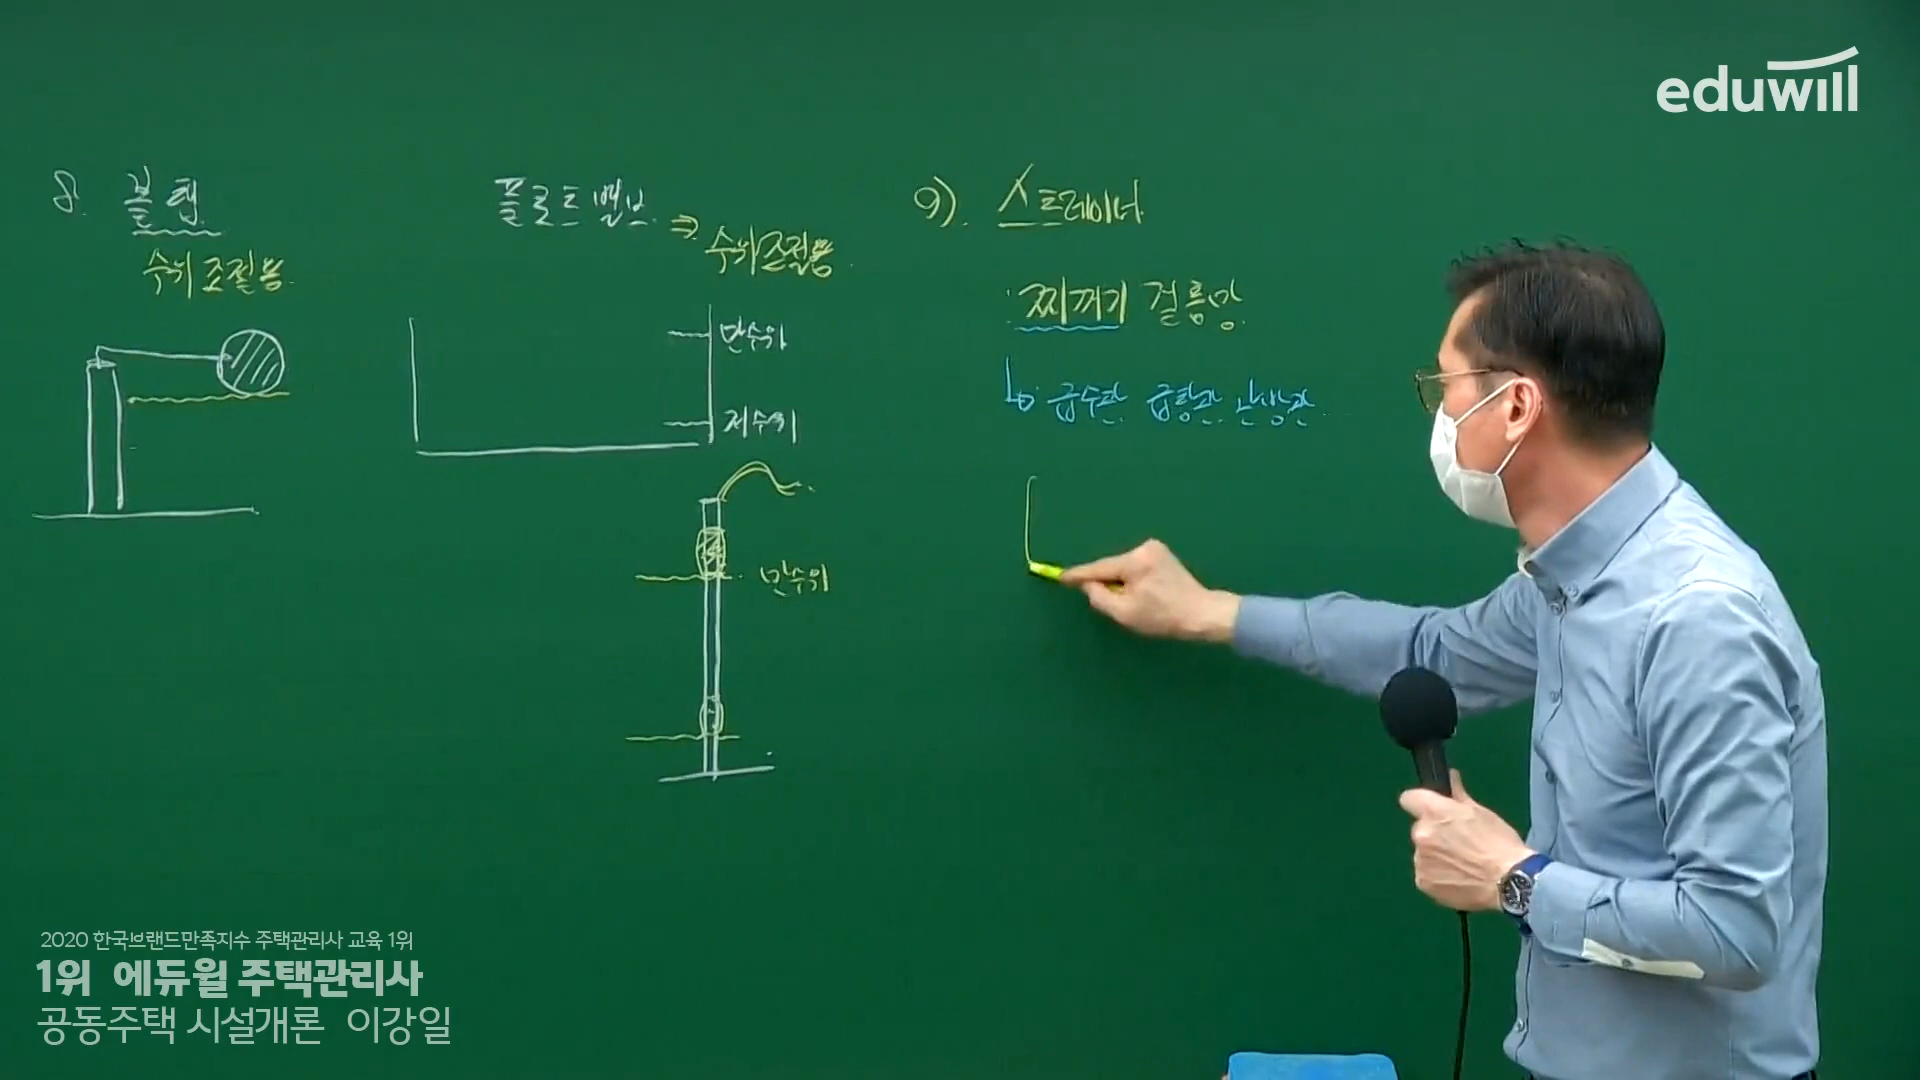 eduwill
8. 볼탭
수위조절용
플로트밸브
⇒ 수위조절용
만수위
저수위
만수위
9). 스트레이너
: 찌꺼기 걸름망
급수관. 급탕관. 난방관.
2020 한국브랜드만족지수 주택관리사 교육 1위
1위 에듀윌 주택관리사
공동주택 시설개론 이강일